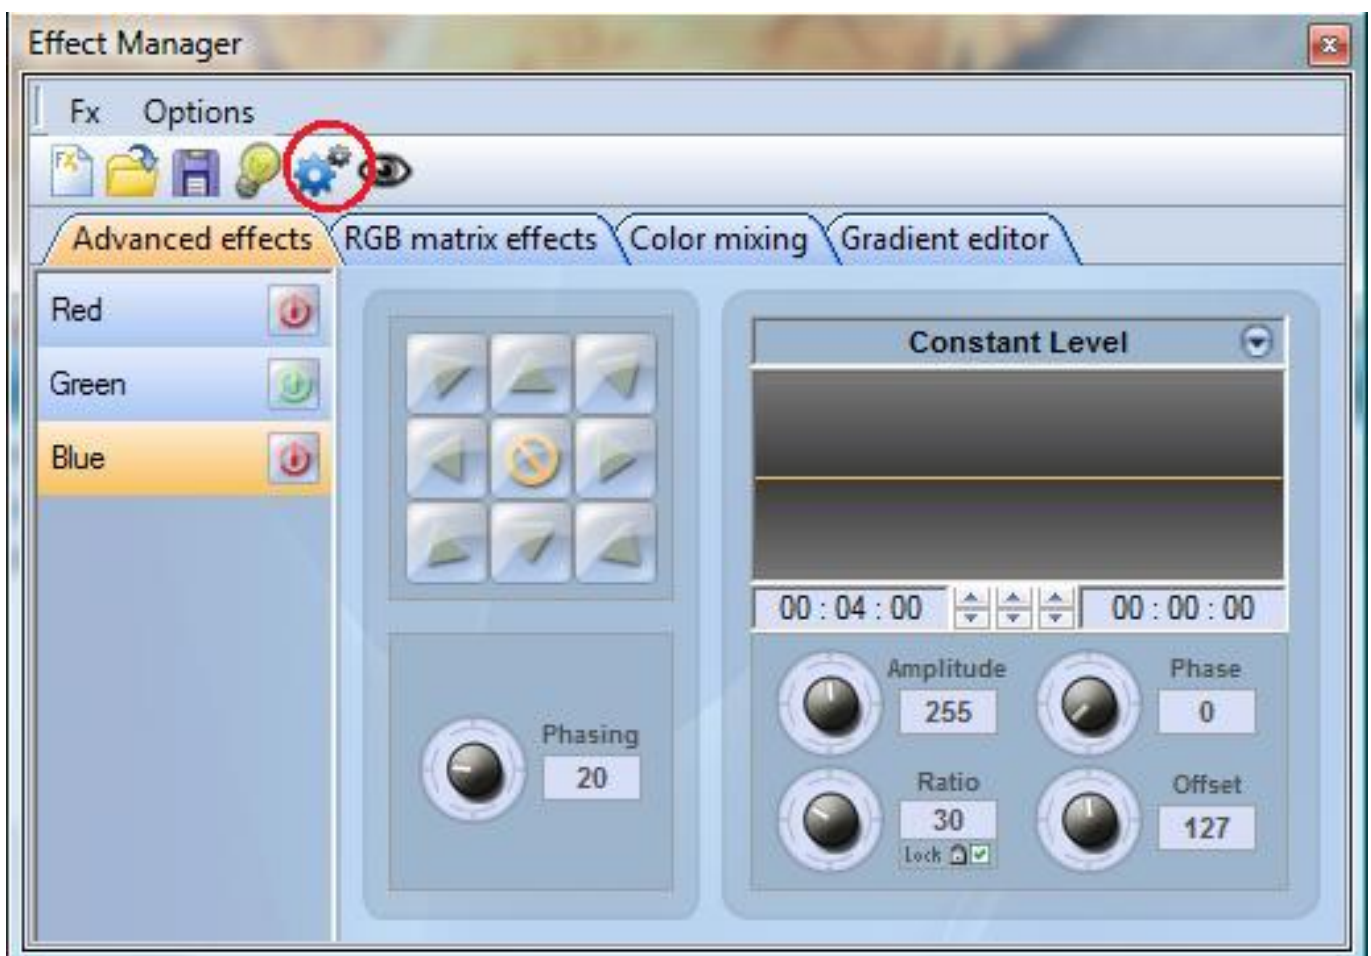 Effect Manager
Fx Options
FX
Advanced effects RGB matrix effects Color mixing Gradient editor
Red
Green
Blue
Constant Level
00 : 04 : 00 00 : 00 : 00
Amplitude
255
Phase
0
Phasing
20
Ratio
30
Lock
Offset
127